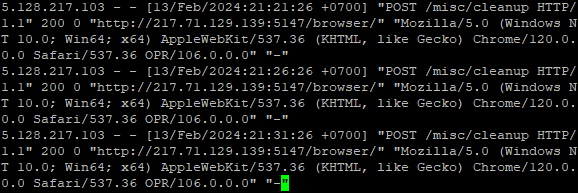 5.128.217.103 - - [13/Feb/2024:21:21:26 +0700] "POST /misc/cleanup HTTP/
1.1" 200 0 "http://217.71.129.139:5147/browser/" "Mozilla/5.0 (Windows N
T 10.0; Win64; x64) AppleWebKit/537.36 (KHTML, like Gecko) Chrome/120.0.
0.0 Safari/537.36 OPR/106.0.0.0" "-"
5.128.217.103 - - [13/Feb/2024:21:26:26 +0700] "POST /misc/cleanup HTTP/
1.1" 200 0 "http://217.71.129.139:5147/browser/" "Mozilla/5.0 (Windows N
T 10.0; Win64; x64) AppleWebKit/537.36 (KHTML, like Gecko) Chrome/120.0.
0.0 Safari/537.36 OPR/106.0.0.0" "-"
5.128.217.103 - - [13/Feb/2024:21:31:26 +0700] "POST /misc/cleanup HTTP/
1.1" 200 0 "http://217.71.129.139:5147/browser/" "Mozilla/5.0 (Windows N
T 10.0; Win64; x64) AppleWebKit/537.36 (KHTML, like Gecko) Chrome/120.0.
0.0 Safari/537.36 OPR/106.0.0.0" "-"